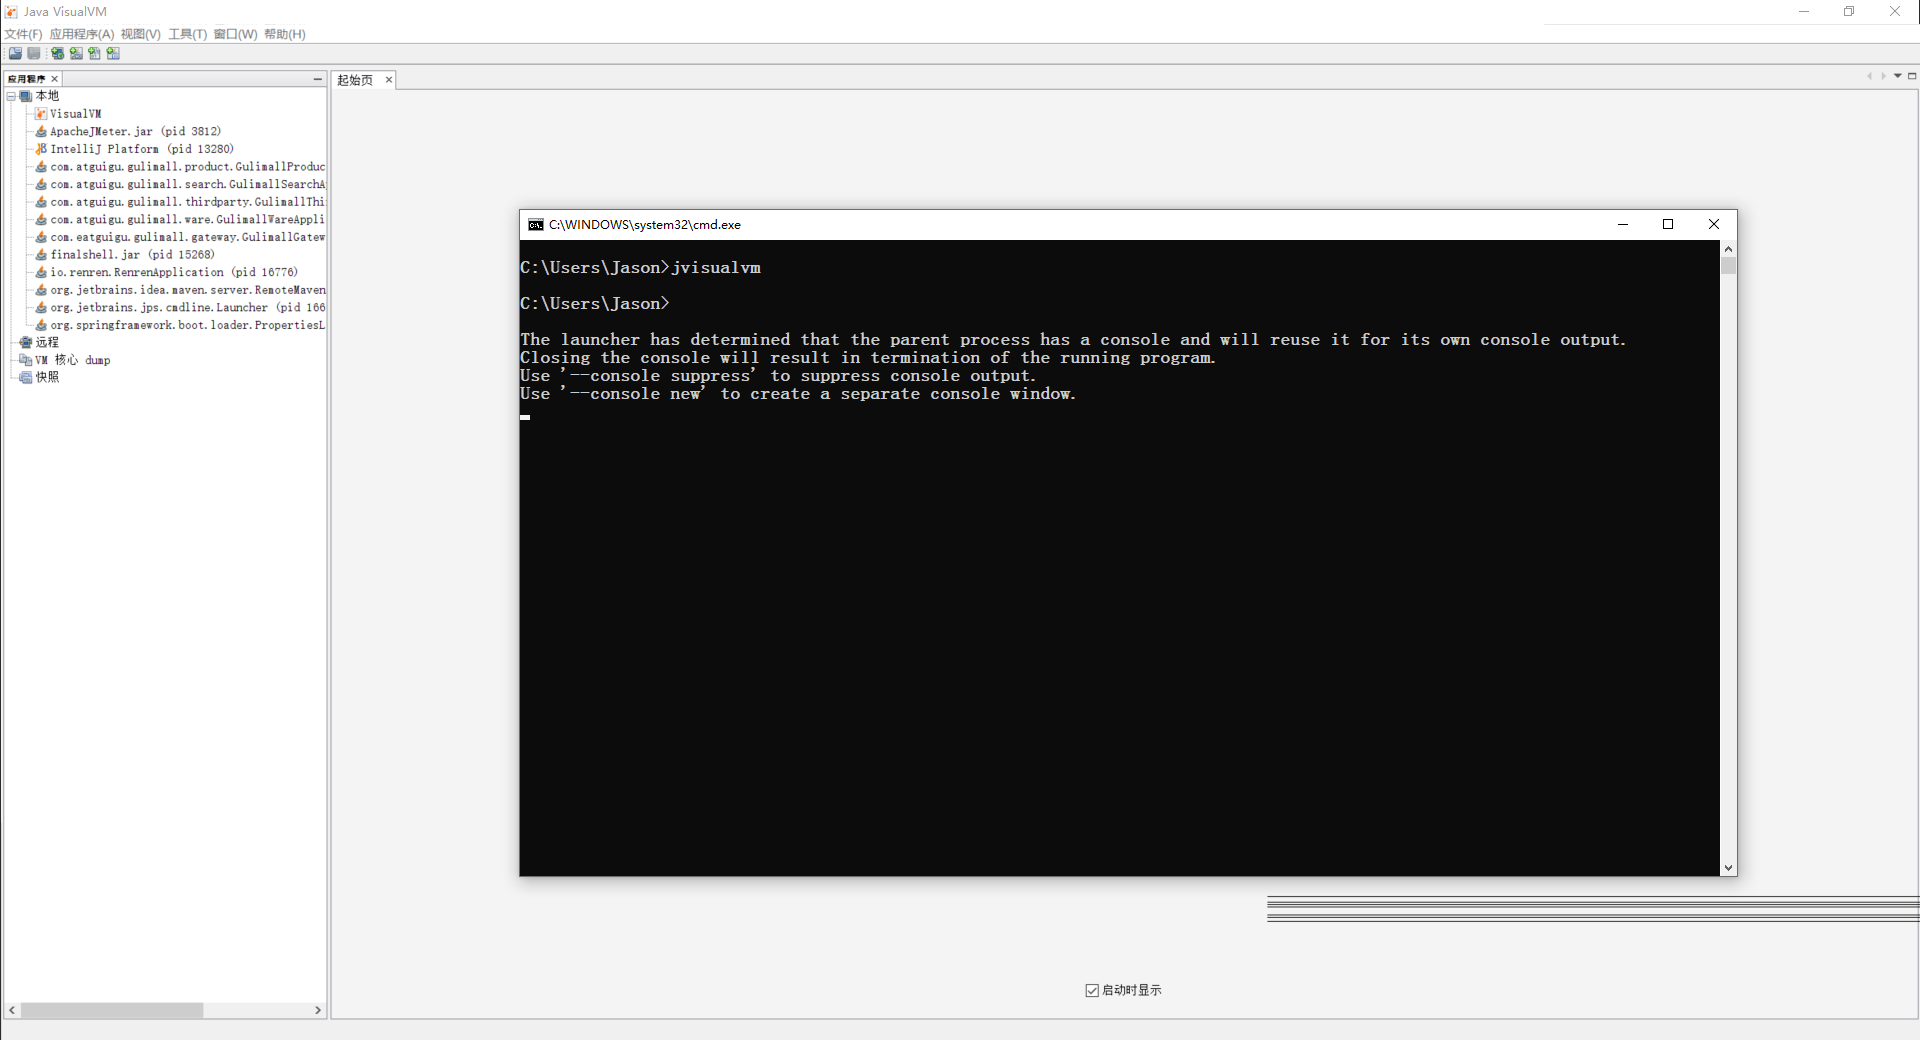 Java VisualVM
文件(F) 应用程序(A) 视图(V) 工具(T) 窗口(W) 帮助(H)
应用程序
起始页
本地
VisualVM
ApacheJMeter.jar (pid 3812)
IntelliJ Platform (pid 13280)
com.atguigu.gulimall.product.GulimallProduc
com.atguigu.gulimall.search.GulimallSearchA
com.atguigu.gulimall.thirdparty.GulimallThi
com.atguigu.gulimall.ware.GulimallWareAppli
com.eatguigu.gulimall.gateway.GulimallGatew
finalshell.jar (pid 15268)
io.renren.RenrenApplication (pid 16776)
org.jetbrains.idea.maven.server.RemoteMaven
org.jetbrains.jps.cmdline.Launcher (pid 166
org.springframework.boot.loader.PropertiesL
远程
VM 核心 dump
快照
C:\WINDOWS\system32\cmd.exe
C:\Users\Jason>jvisualvm
C:\Users\Jason>
The launcher has determined that the parent process has a console and will reuse it for its own console output.
Closing the console will result in termination of the running program.
Use '--console suppress' to suppress console output.
Use '--console new' to create a separate console window.
启动时显示